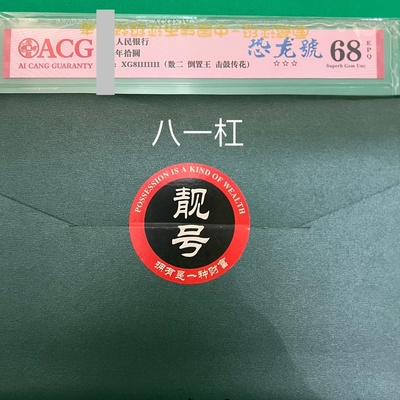 ACG
AI CANG GUARANTY
人民银行
年拾圓
: XG81111111 (数二 倒置王 击鼓传花)
恐龙號
☆☆☆
68
EPQ
Superb Gem Unc
八一杠
POSSESSION IS A KIND OF WEALTH
靓号
拥有是一种财富